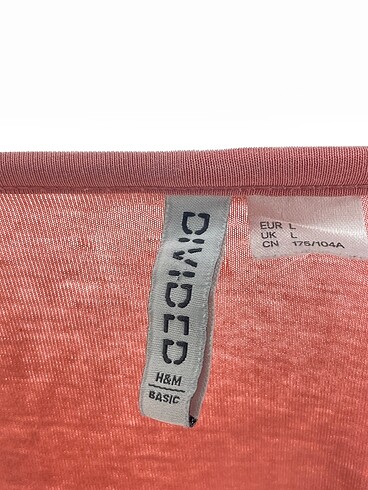 DIVIDED
H&M
BASIC
EUR L
UK L
CN 175/104A